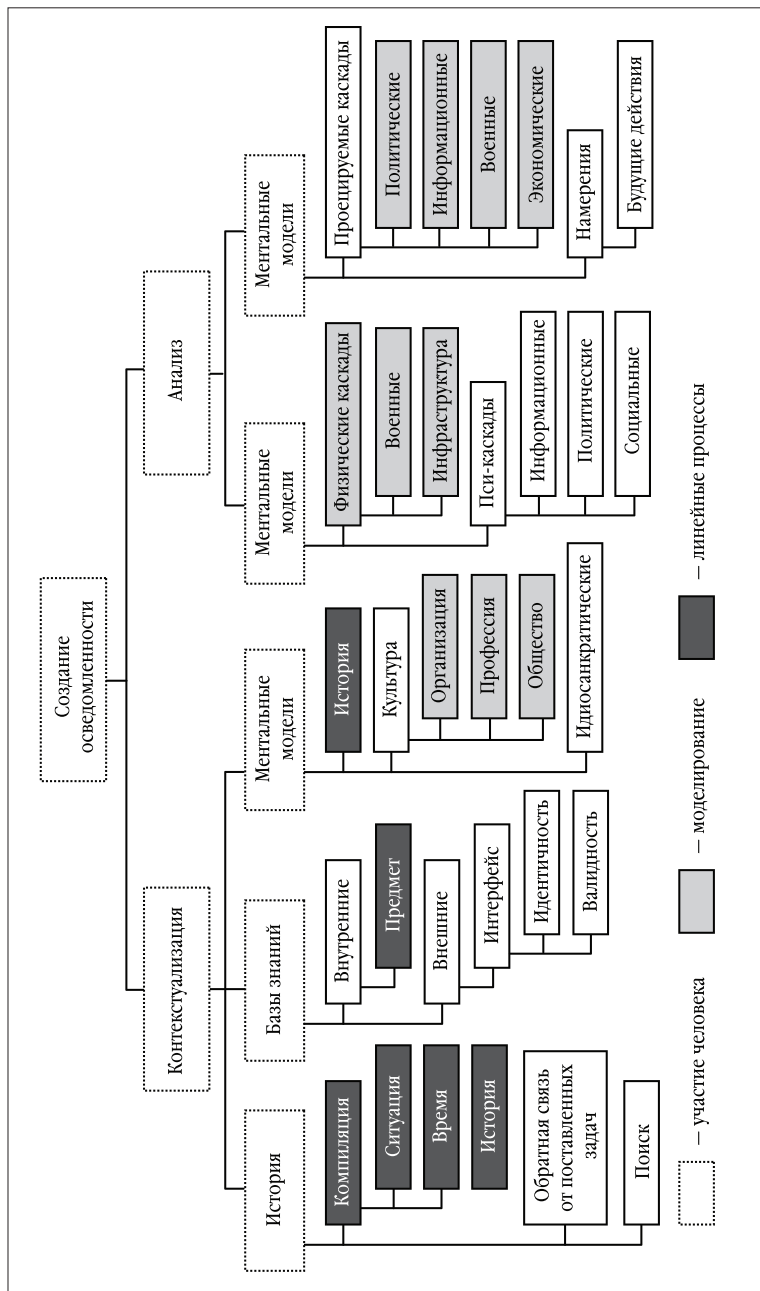 Создание
осведомленности
Контекстуализация
Анализ
История
Базы знаний
Ментальные
модели
Ментальные
модели
Ментальные
модели
Компиляция
Ситуация
Время
История
Обратная связь
от поставленных
задач
Поиск
Внутренние
Предмет
Внешние
Интерфейс
Идентичность
Валидность
История
Культура
Организация
Профессия
Общество
Идиосанкратические
Физические каскады
Военные
Инфраструктура
Пси-каскады
Информационные
Политические
Социальные
Проецируемые каскады
Политические
Информационные
Военные
Экономические
Намерения
Будущие действия
– участие человека
– моделирование
– линейные процессы